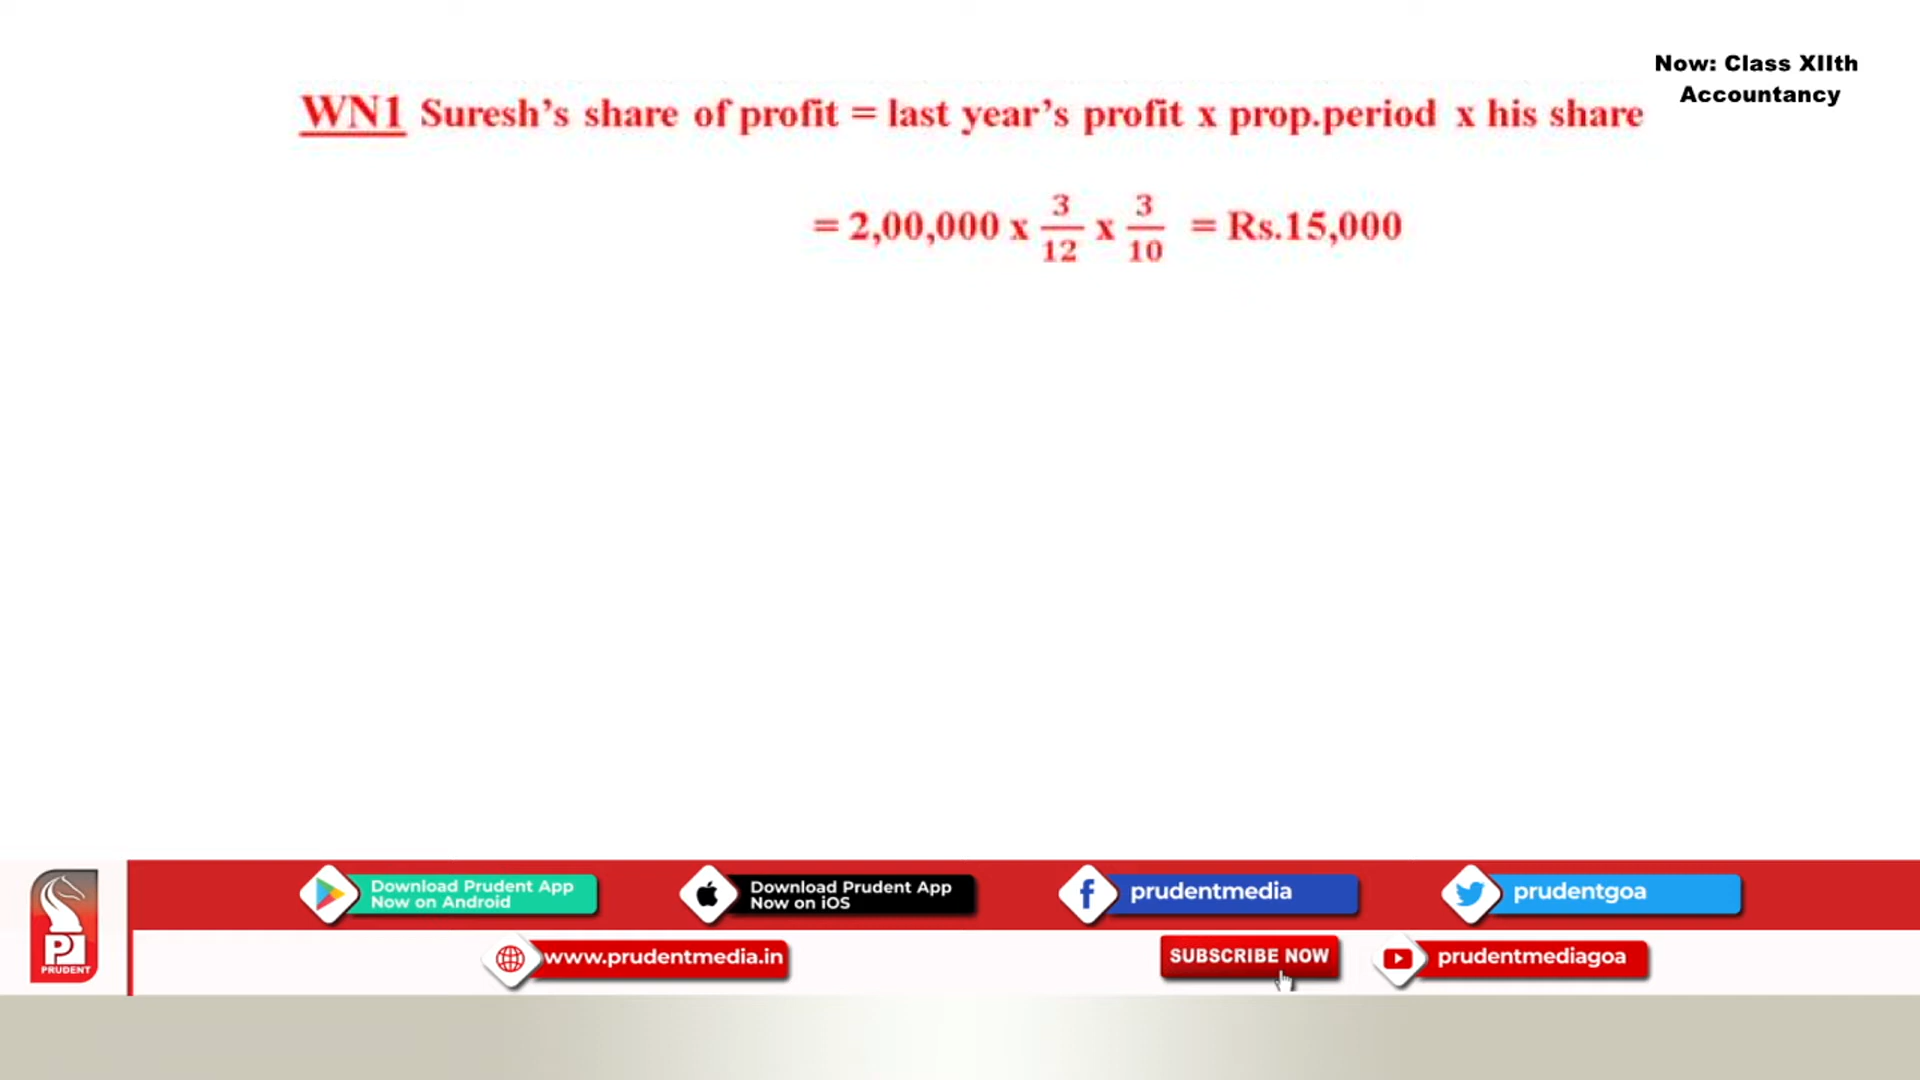 Now: Class XIIth
Accountancy
WN1 Suresh's share of profit = last year's profit x prop.period x his share
= 2,00,000 x 3/12 x 3/10 = Rs.15,000
Download Prudent App
Now on Android
Download Prudent App
Now on iOS
prudentmedia
prudentgoa
P
PRUDENT
www.prudentmedia.in
SUBSCRIBE NOW
prudentmediagoa